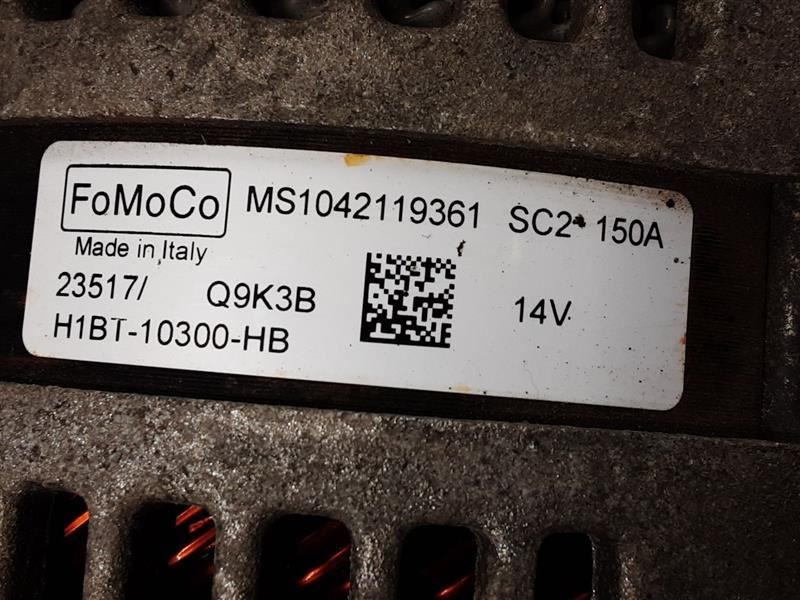 FoMoCo MS1042119361 SC2 150A
Made in Italy
23517/ Q9K3B 14V
H1BT-10300-HB